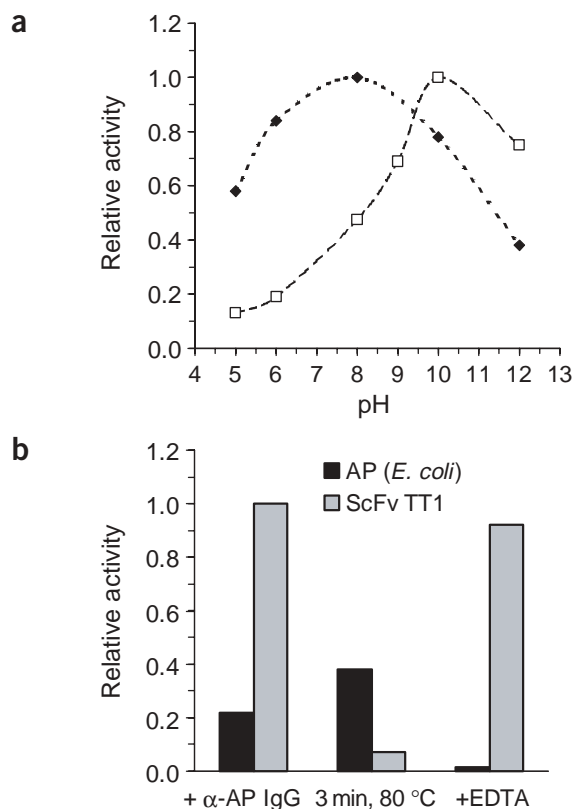 a
1.2
1.0
0.8
0.6
0.4
0.2
0.0
Relative activity
4 5 6 7 8 9 10 11 12 13
pH
b
1.2
1.0
0.8
0.6
0.4
0.2
0.0
Relative activity
AP (E. coli)
ScFv TT1
+ α-AP IgG 3 min, 80 °C +EDTA